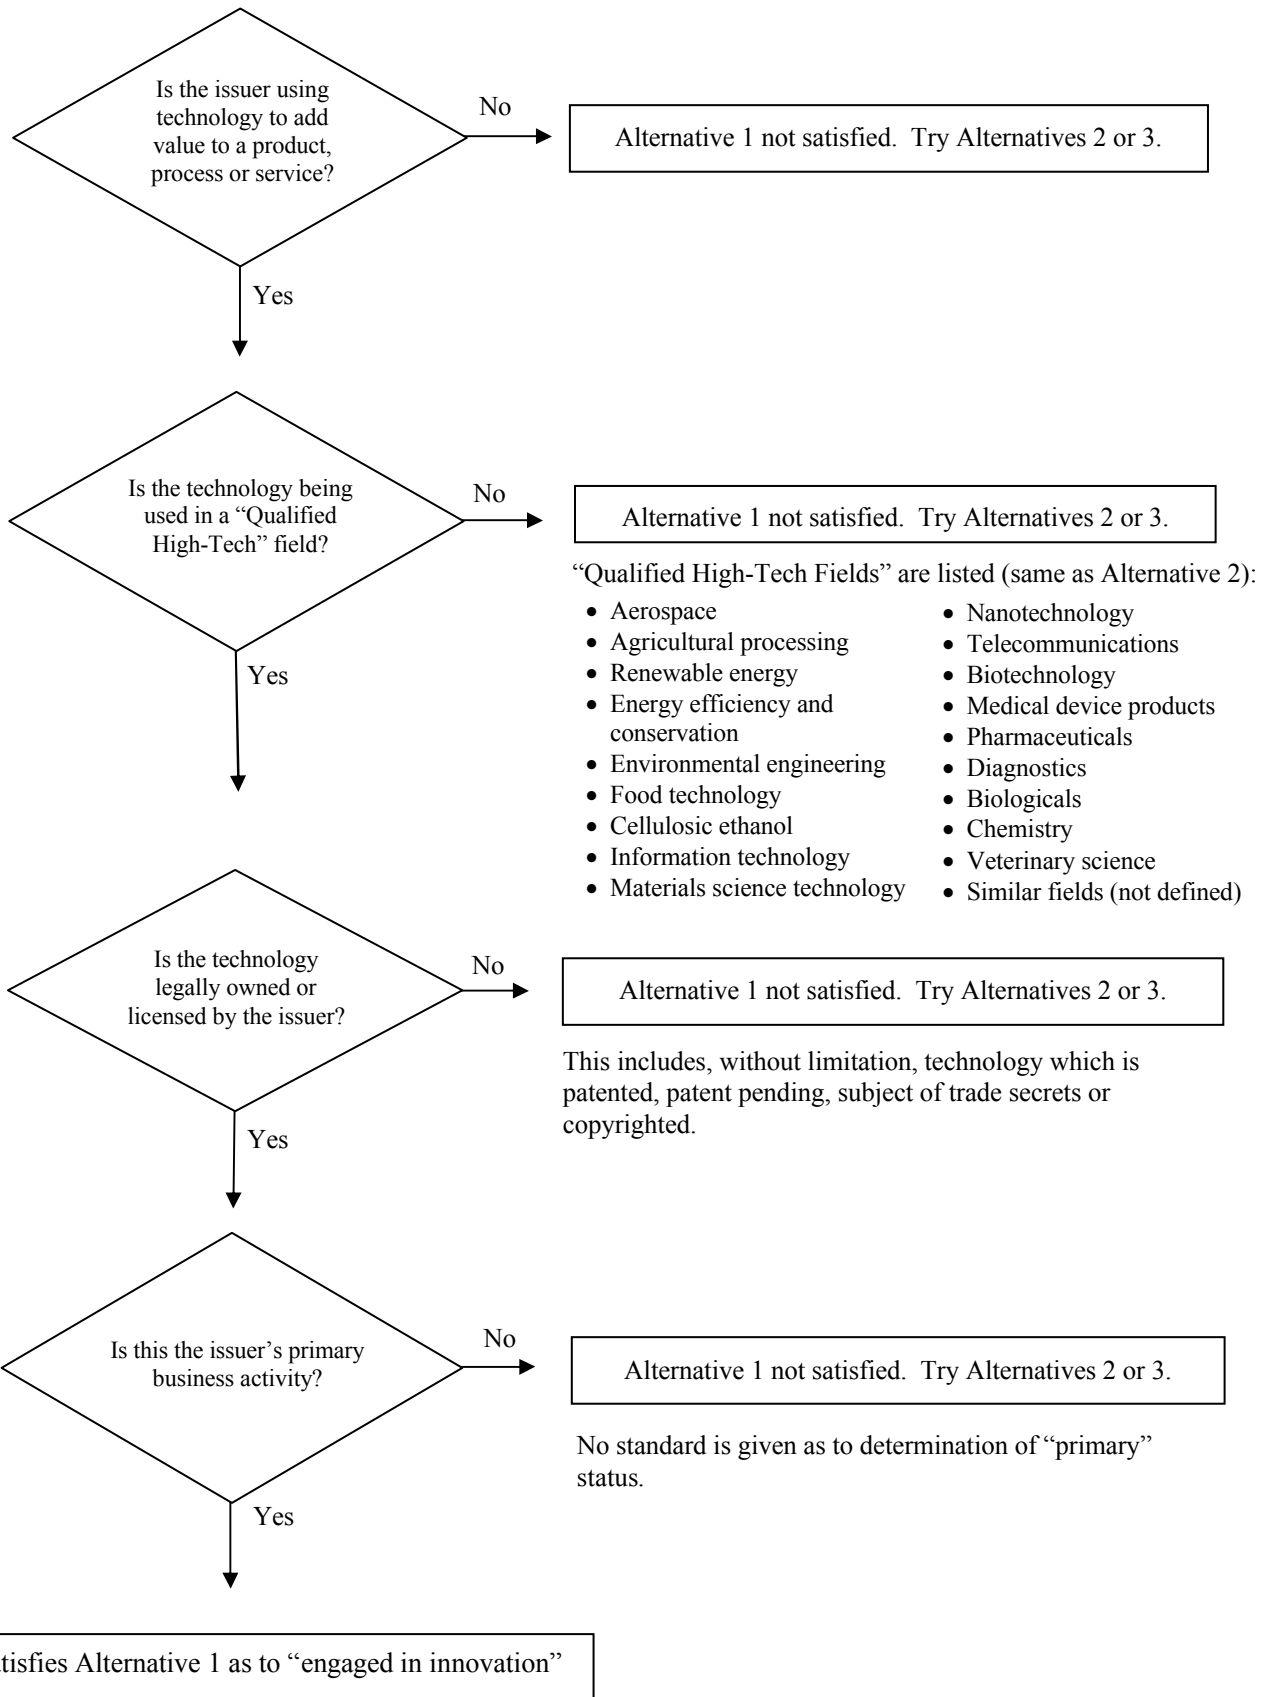 Is the issuer using
technology to add
value to a product,
process or service?
No
Alternative 1 not satisfied.  Try Alternatives 2 or 3.
Yes
Is the technology being
used in a “Qualified
High-Tech” field?
No
Alternative 1 not satisfied.  Try Alternatives 2 or 3.
“Qualified High-Tech Fields” are listed (same as Alternative 2):
• Aerospace
• Agricultural processing
• Renewable energy
• Energy efficiency and
conservation
• Environmental engineering
• Food technology
• Cellulosic ethanol
• Information technology
• Materials science technology
• Nanotechnology
• Telecommunications
• Biotechnology
• Medical device products
• Pharmaceuticals
• Diagnostics
• Biologicals
• Chemistry
• Veterinary science
• Similar fields (not defined)
Yes
Is the technology
legally owned or
licensed by the issuer?
No
Alternative 1 not satisfied.  Try Alternatives 2 or 3.
This includes, without limitation, technology which is
patented, patent pending, subject of trade secrets or
copyrighted.
Yes
Is this the issuer’s primary
business activity?
No
Alternative 1 not satisfied.  Try Alternatives 2 or 3.
No standard is given as to determination of “primary”
status.
Yes
Alternative 1 as to “engaged in innovation”